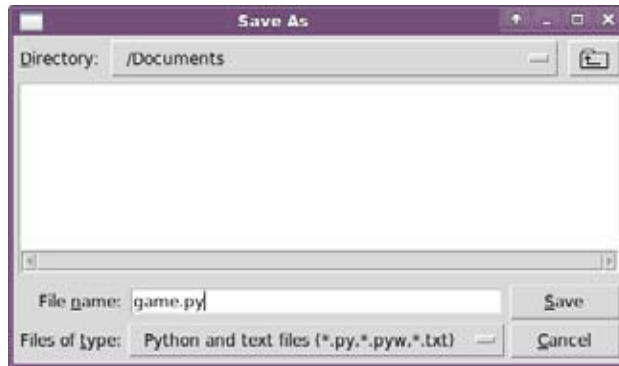 Save As
Directory: /Documents
File name: game.py Save
Files of type: Python and text files (*.py,*.pyw,*.txt) Cancel